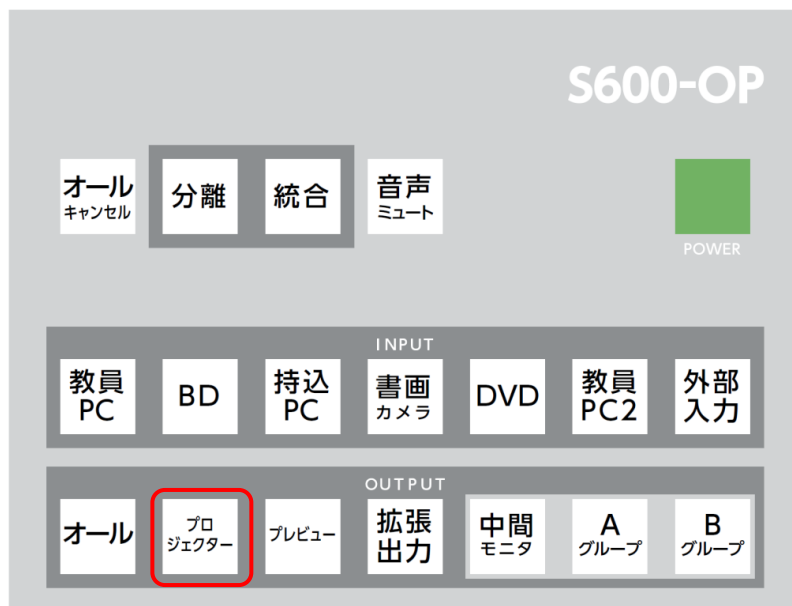 S600-OP
オール
キャンセル
分離
統合
音声
ミュート
POWER
INPUT
教員
PC
BD
持込
PC
書画
カメラ
DVD
教員
PC2
外部
入力
OUTPUT
オール
プロ
ジェクター
プレビュー
拡張
出力
中間
モニタ
A
グループ
B
グループ